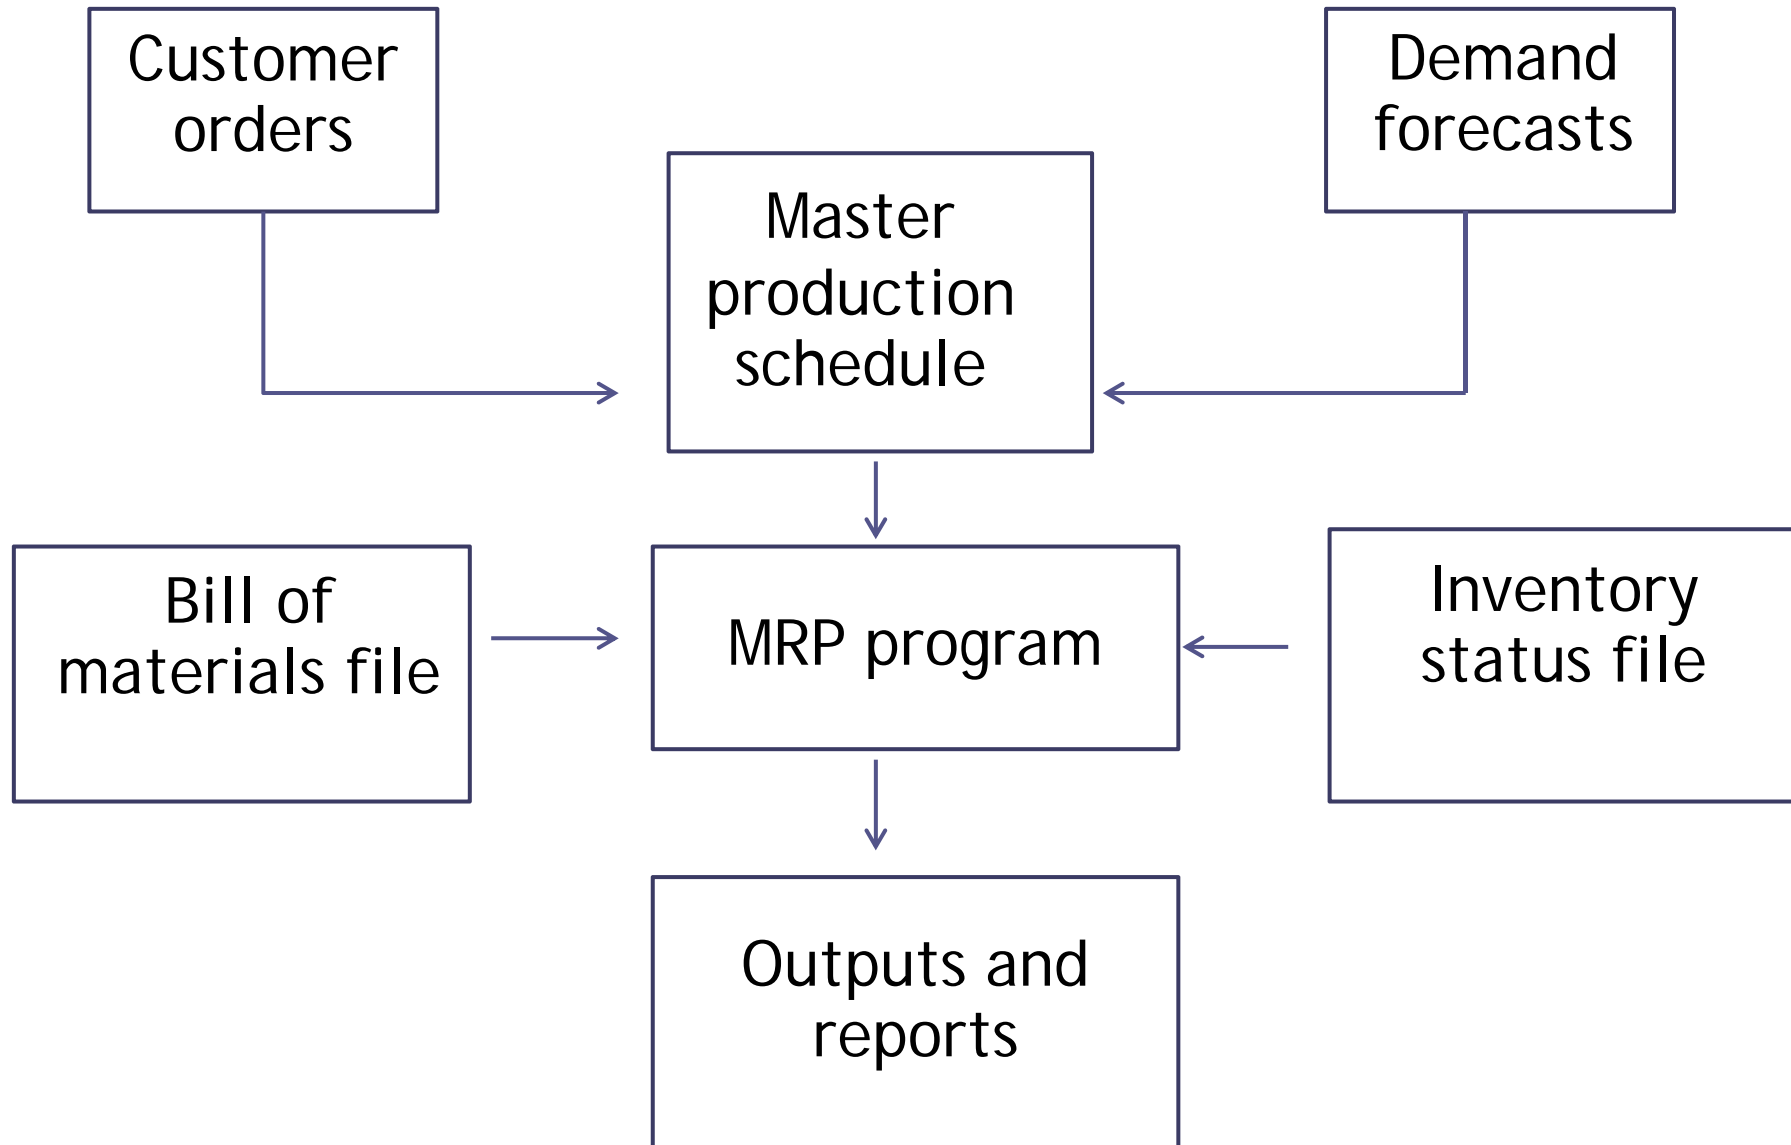 Customer
orders
Demand
forecasts
Master
production
schedule
Bill of
materials file
MRP program
Inventory
status file
Outputs and
reports